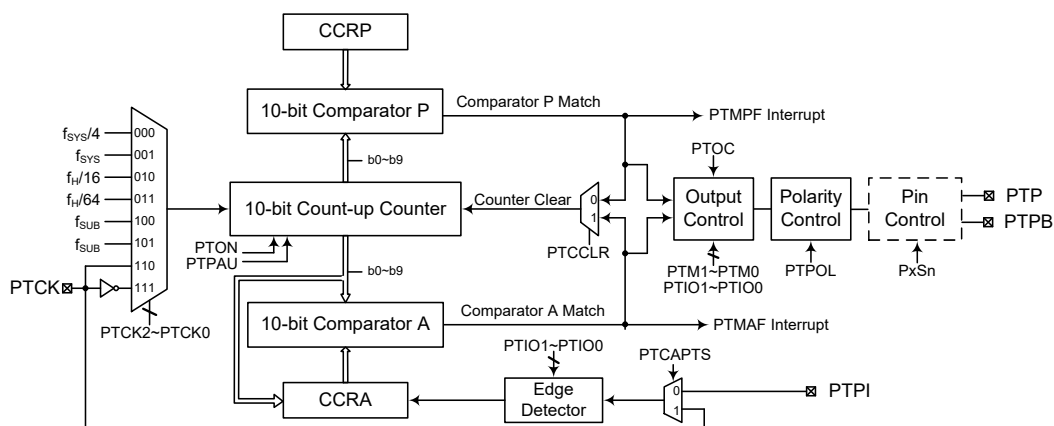 CCRP
10-bit Comparator P
Comparator P Match
PTMPF Interrupt
fSYS/4
000
fSYS
001
fH/16
010
fH/64
011
fSUB
100
fSUB
101
110
111
PTCK
PTCK2~PTCK0
b0~b9
10-bit Count-up Counter
PTON
PTPAU
Counter Clear
0
1
PTCCLR
PTOC
Output
Control
PTM1~PTM0
PTIO1~PTIO0
Polarity
Control
PTPOL
Pin
Control
PxSn
PTP
PTPB
b0~b9
10-bit Comparator A
Comparator A Match
PTMAF Interrupt
CCRA
PTIO1~PTIO0
Edge
Detector
PTCAPTS
0
1
PTPI